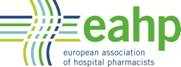 eahp
european association
of hospital pharmacists